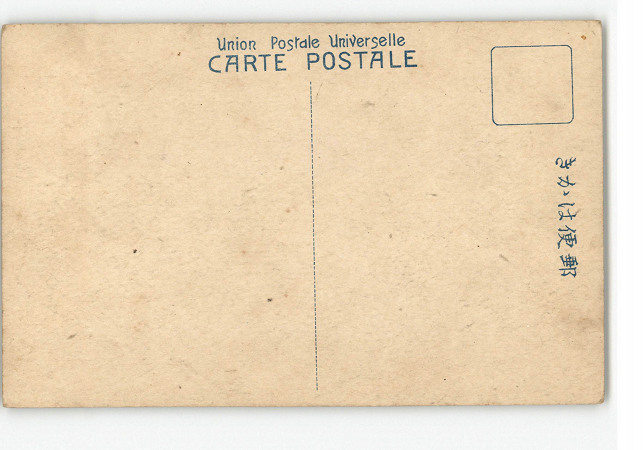 Union Postale Universelle
CARTE POSTALE
郵便はかき